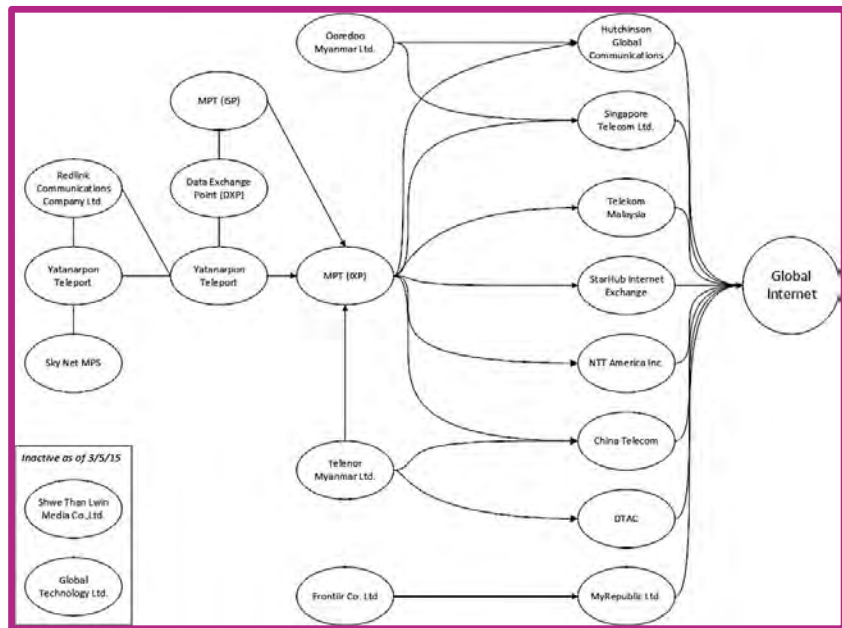 Ooredoo
Myanmar Ltd.
Hutchinson
Global
Communications
MPT (ISP)
Singapore
Telecom Ltd.
Redlink
Communications
Company Ltd.
Data Exchange
Point (DXP)
Telekom
Malaysia
Yatanarpon
Teleport
Yatanarpon
Teleport
MPT (IXP)
StarHub Internet
Exchange
Global
Internet
Sky Net MPS
NTT America Inc.
Telenor
Myanmar Ltd.
China Telecom
Inactive as of 3/5/15
Shwe Than Lwin
Media Co.,Ltd.
DTAC
Global
Technology Ltd.
Frontiir Co. Ltd
MyRepublic Ltd